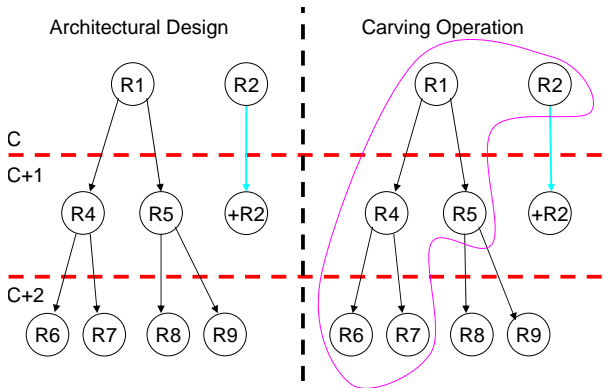 Architectural Design
Carving Operation
R1 R2 R1 R2
C
C+1
R4 R5 +R2 R4 R5 +R2
C+2
R6 R7 R8 R9 R6 R7 R8 R9